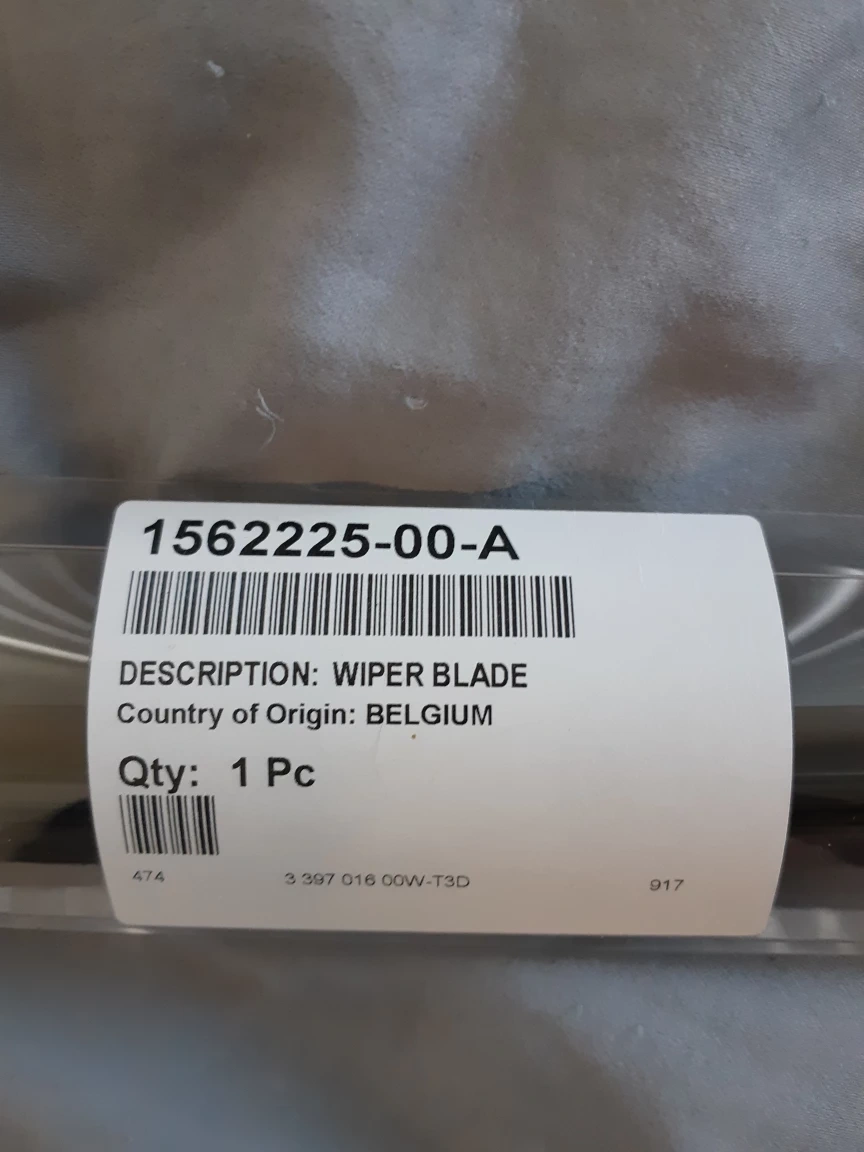 1562225-00-A
DESCRIPTION: WIPER BLADE
Country of Origin: BELGIUM
Qty: 1 Pc
474 3 397 016 00W-T3D 917